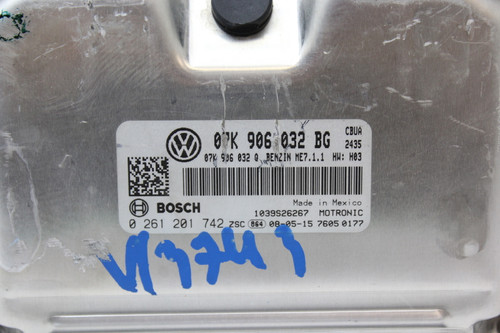 07K 906 032 BG CBUA
07K 906 032 Q BENZIN ME7.1.1 2435
HW: H03
Made in Mexico
BOSCH 1039S26267 MOTRONIC
0 261 201 742 ZSC 864 08-05-15 7605 0177